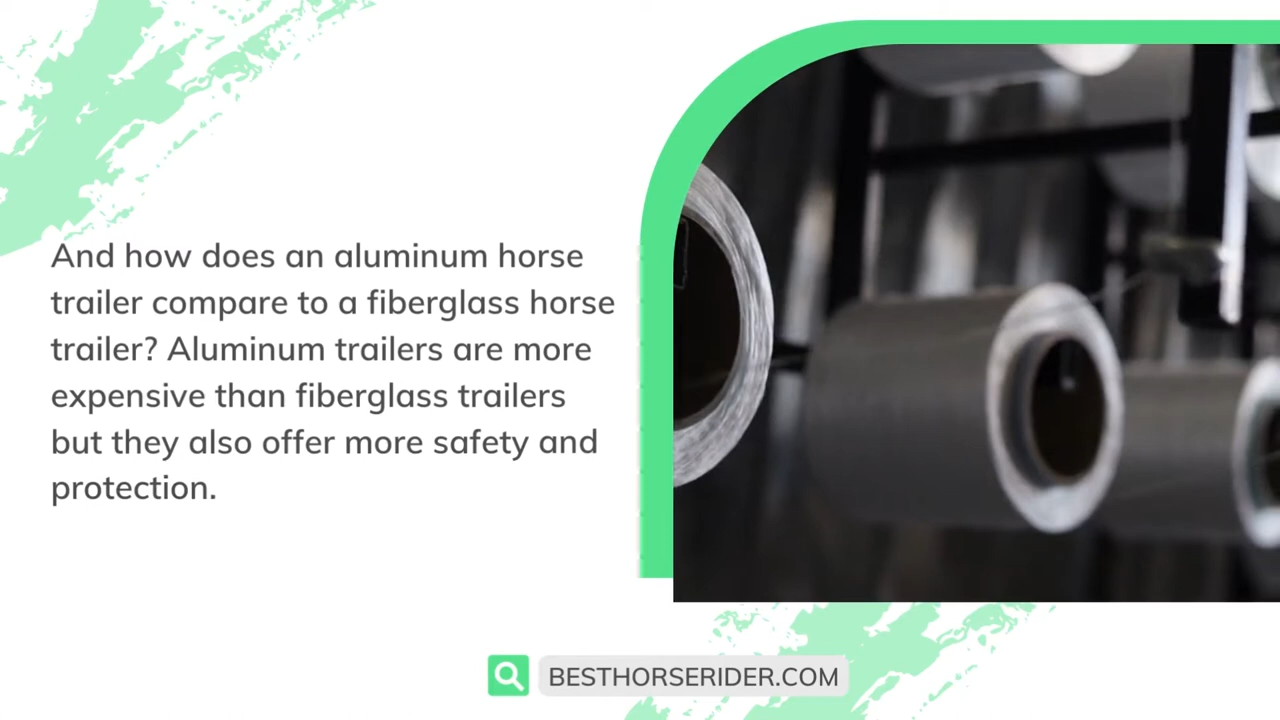 And how does an aluminum horse
trailer compare to a fiberglass horse
trailer? Aluminum trailers are more
expensive than fiberglass trailers
but they also offer more safety and
protection.
BESTHORSERIDER.COM